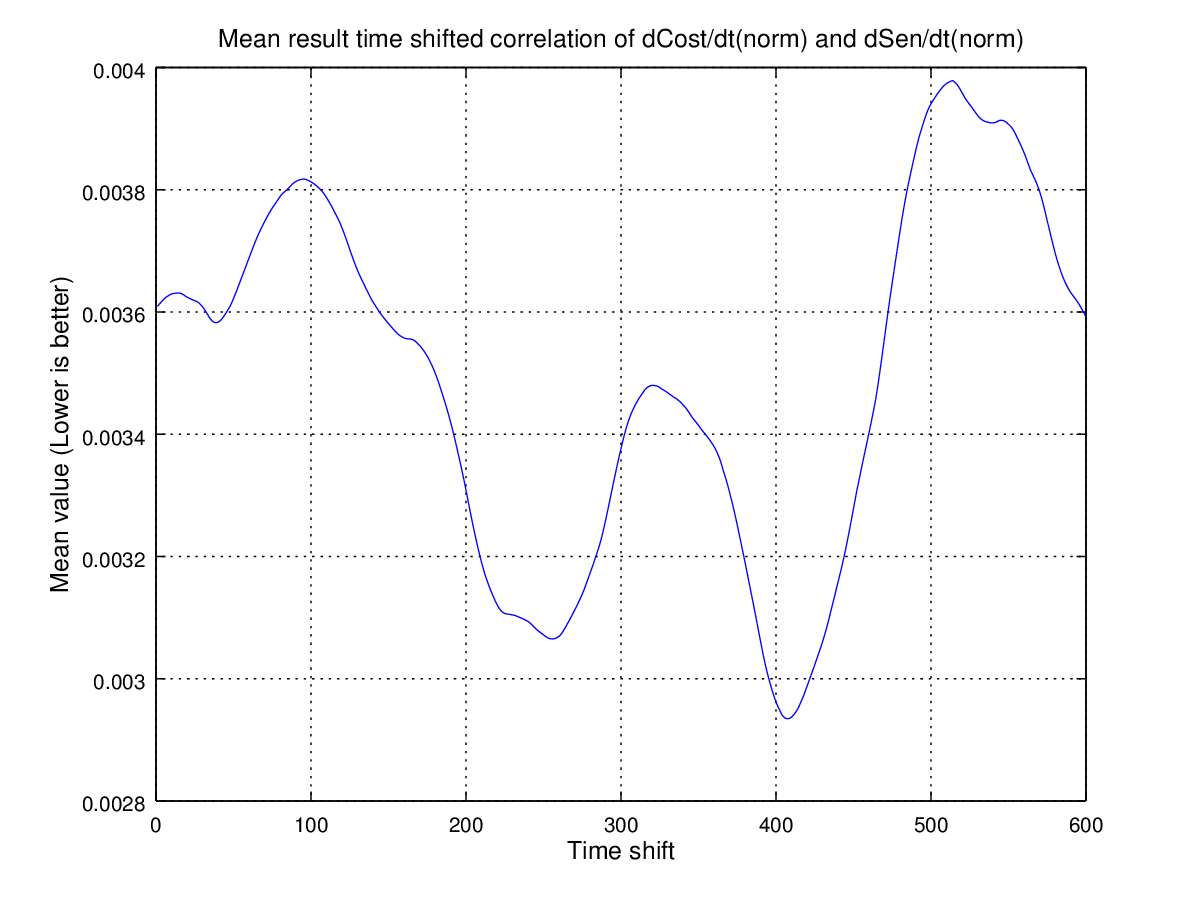 Mean result time shifted correlation of dCost/dt(norm) and dSen/dt(norm)
Mean value (Lower is better)
0.004
0.0038
0.0036
0.0034
0.0032
0.003
0.0028
0 100 200 300 400 500 600
Time shift